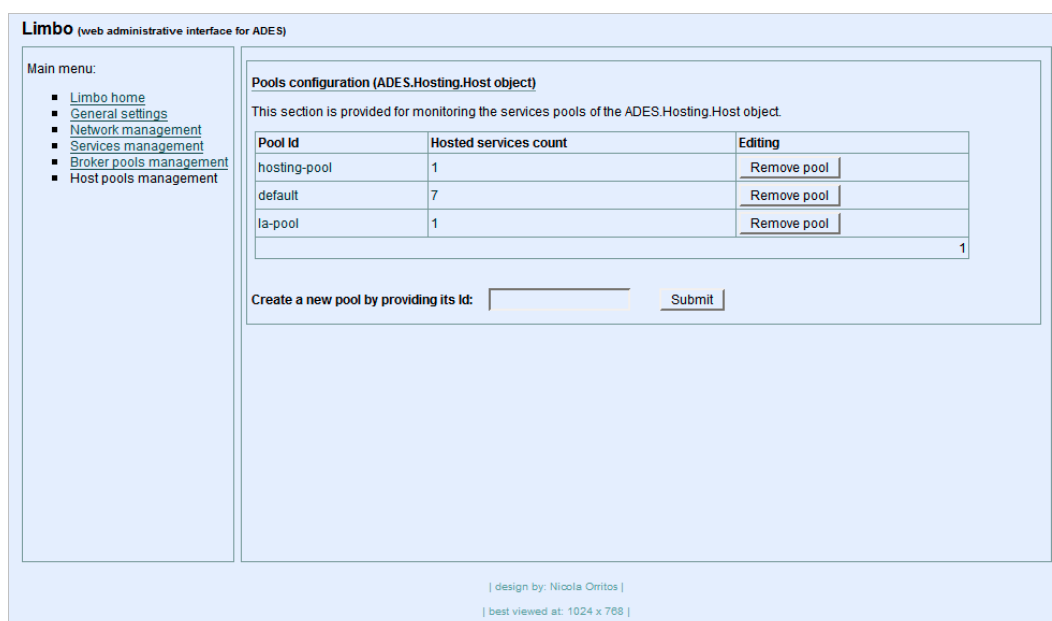 Limbo (web administrative interface for ADES)
Main menu:
Limbo home
General settings
Network management
Services management
Broker pools management
Host pools management
Pools configuration (ADES.Hosting.Host object)
This section is provided for monitoring the services pools of the ADES.Hosting.Host object.
Pool Id Hosted services count Editing
hosting-pool 1 Remove pool
default 7 Remove pool
la-pool 1 Remove pool
1
Create a new pool by providing its Id: Submit
| design by: Nicola Orritos |
| best viewed at: 1024 x 768 |